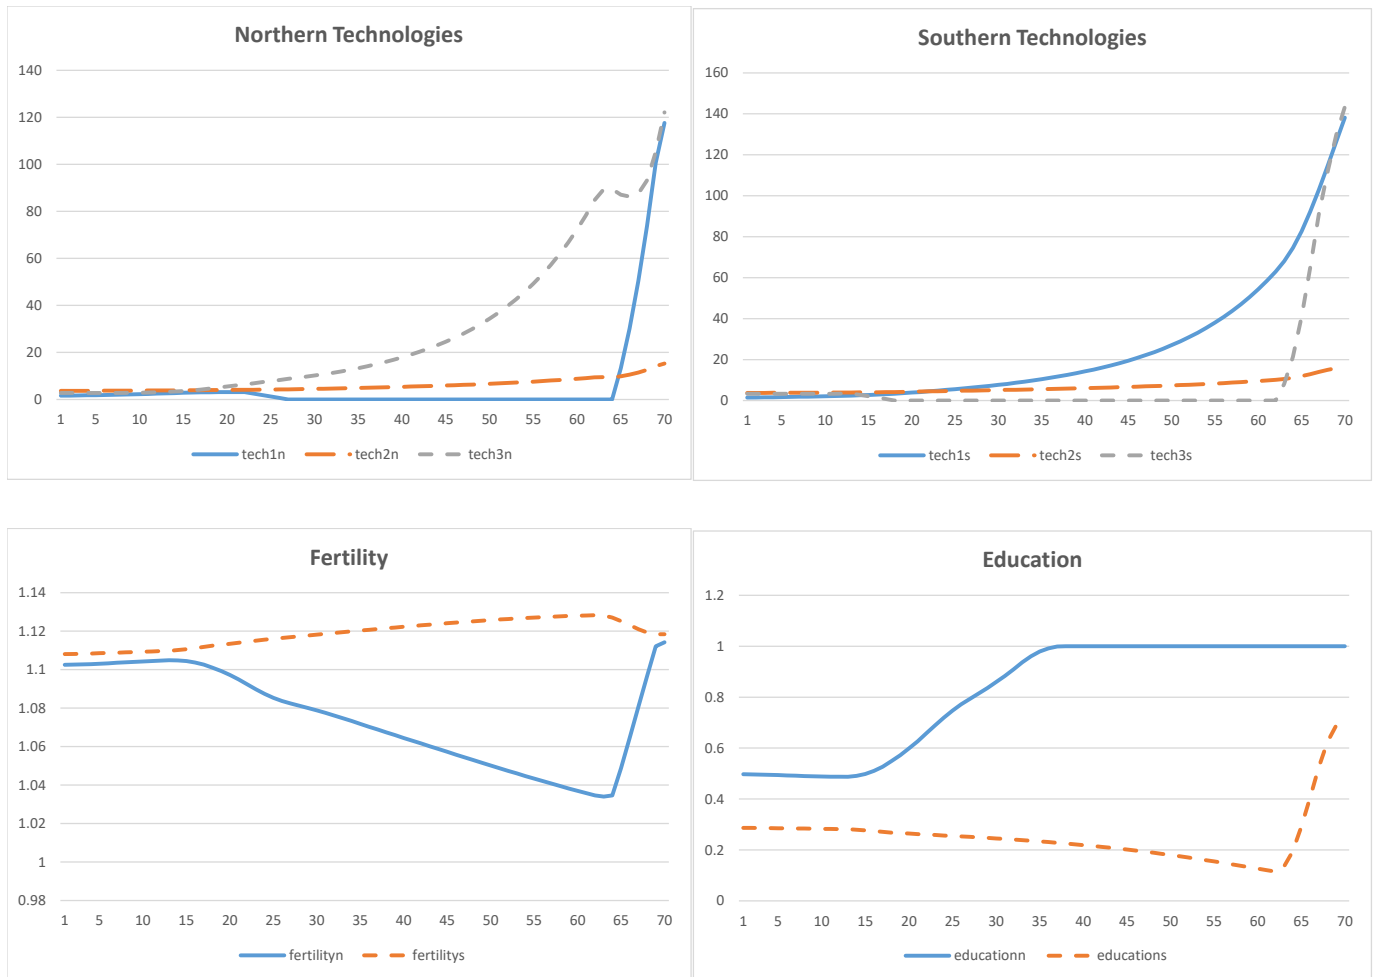 Northern Technologies
140
120
100
80
60
40
20
0
1 5 10 15 20 25 30 35 40 45 50 55 60 65 70
tech1n tech2n tech3n
Southern Technologies
160
140
120
100
80
60
40
20
0
1 5 10 15 20 25 30 35 40 45 50 55 60 65 70
tech1s tech2s tech3s
Fertility
1.14
1.12
1.1
1.08
1.06
1.04
1.02
1
0.98
1 5 10 15 20 25 30 35 40 45 50 55 60 65 70
fertilityn fertilitys
Education
1.2
1
0.8
0.6
0.4
0.2
0
1 5 10 15 20 25 30 35 40 45 50 55 60 65 70
educationn educations